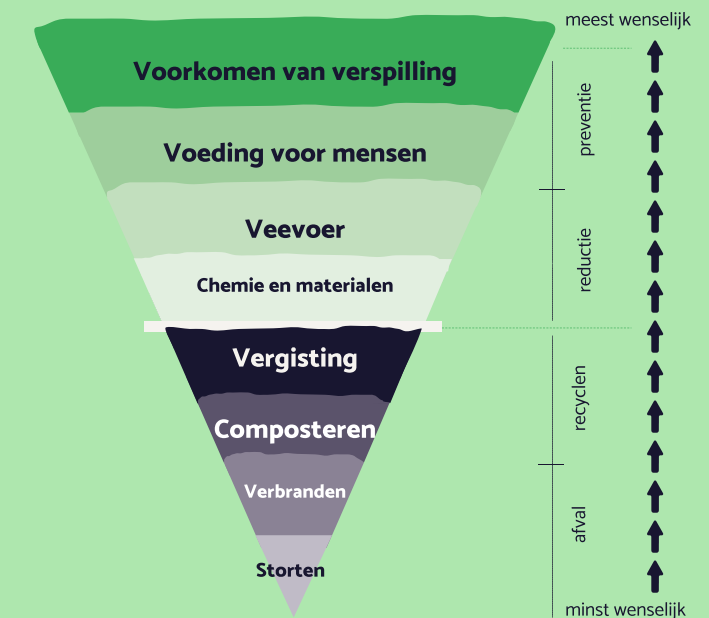 meest wenselijk
Voorkomen van verspilling
Voeding voor mensen
preventie
Veevoer
Chemie en materialen
reductie
Vergisting
Composteren
recyclen
Verbranden
Storten
afval
minst wenselijk